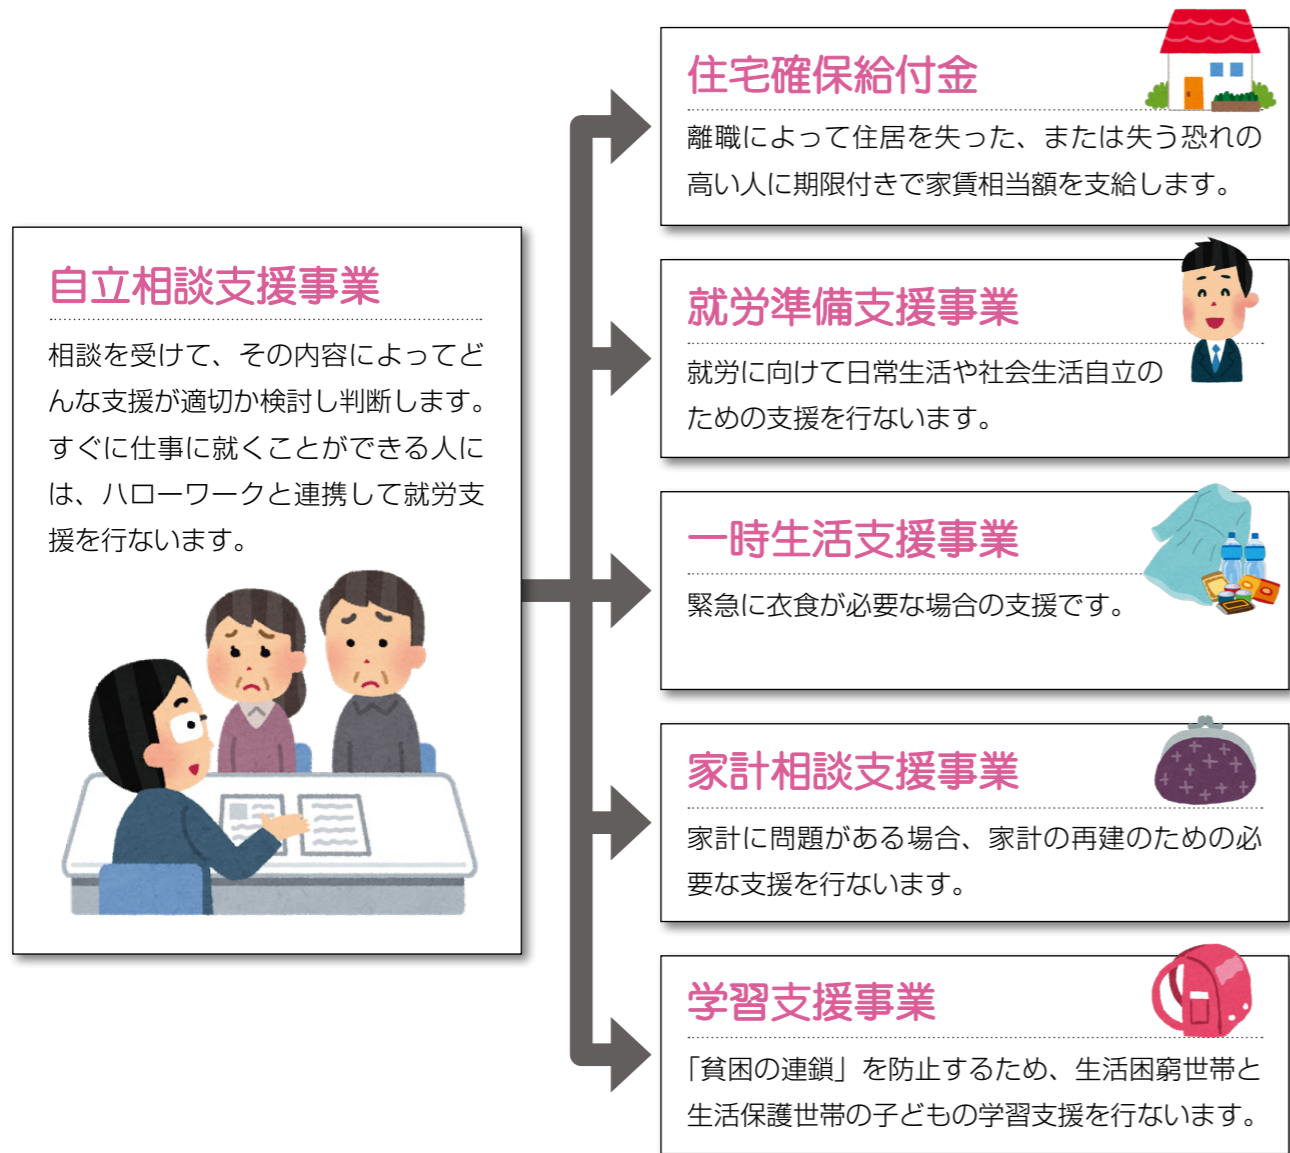 自立相談支援事業
相談を受けて、その内容によってど
んな支援が適切か検討し判断します。
すぐに仕事に就くことができる人に
は、ハローワークと連携して就労支
援を行ないます。
住宅確保給付金
離職によって住居を失った、または失う恐れの
高い人に期限付きで家賃相当額を支給します。
就労準備支援事業
就労に向けて日常生活や社会生活自立の
ための支援を行ないます。
一時生活支援事業
緊急に衣食が必要な場合の支援です。
家計相談支援事業
家計に問題がある場合、家計の再建のための必
要な支援を行ないます。
学習支援事業
「貧困の連鎖」を防止するため、生活困窮世帯と
生活保護世帯の子どもの学習支援を行ないます。